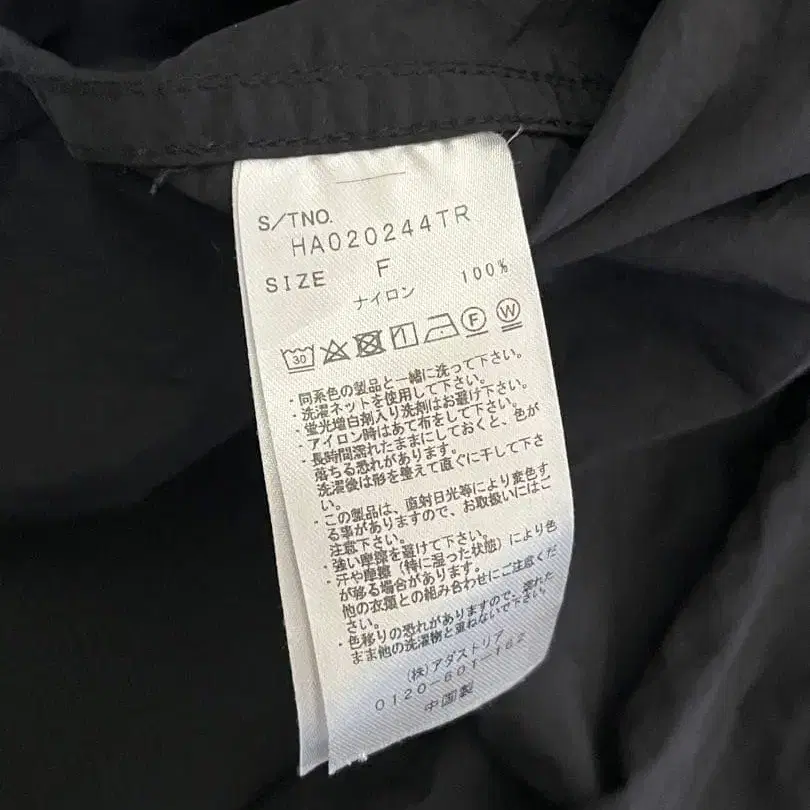 S/TNO.
HA020244TR
SIZE F
ナイロン 100%
30 F W
・同系色の製品と一緒に洗って下さい。
・洗濯ネットを使用して下さい。
・蛍光増白剤入り洗剤はお避け下さい。
・アイロン時はあて布をして下さい。
・長時間濡れたままにしておくと、色が
落ちる恐れがあります。
洗濯後は形を整えて直ぐに干して下さ
い。
・この製品は、直射日光等により変色す
る事がありますので、お取扱いにはご
注意下さい。
・強い摩擦を避けて下さい。
・汗や摩擦（特に湿った状態）により色
が移る場合があります。
他の衣類との組み合わせにご注意くだ
さい。
・色移りの恐れがありますので、濡れた
まま他の洗濯物と重ねないで下さい。
(株)アダストリア
0120-601-162
中国製